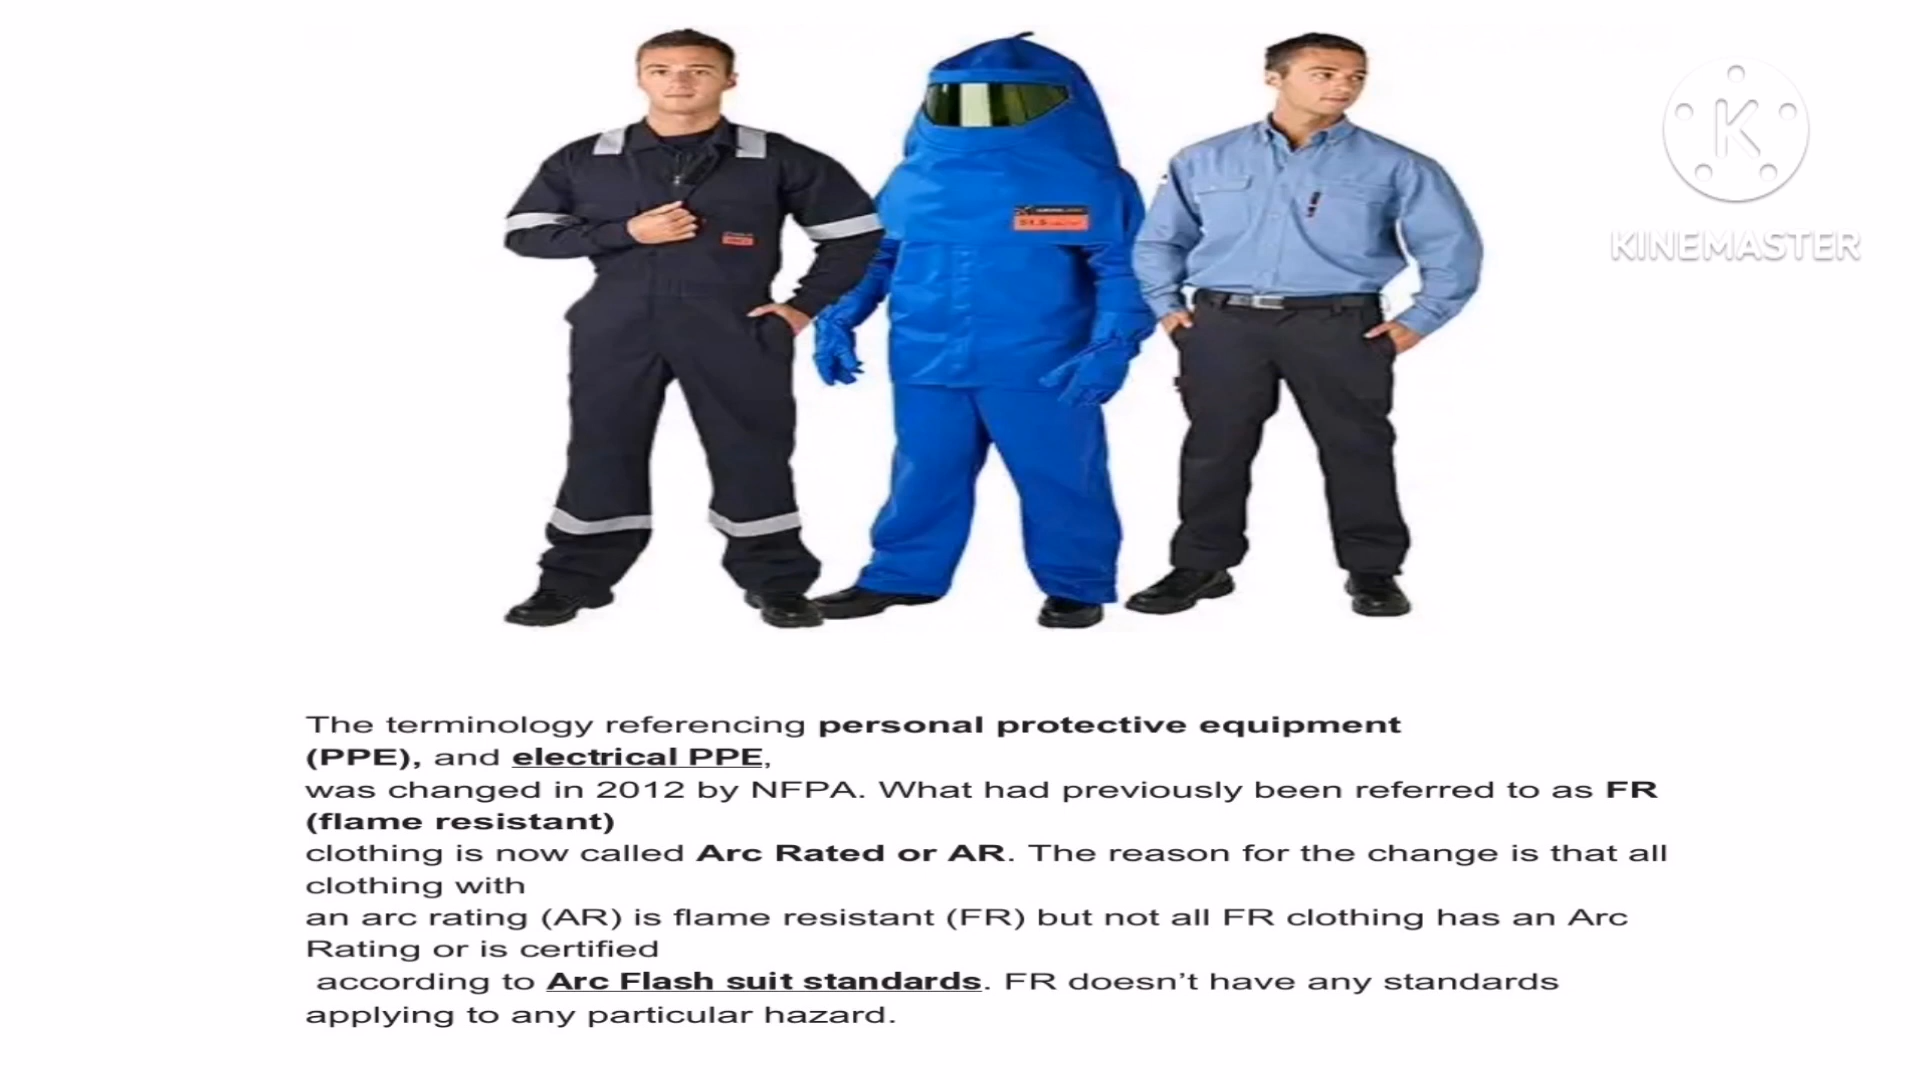 K
KINEMASTER
The terminology referencing personal protective equipment
(PPE), and electrical PPE,
was changed in 2012 by NFPA. What had previously been referred to as FR
(flame resistant)
clothing is now called Arc Rated or AR. The reason for the change is that all
clothing with
an arc rating (AR) is flame resistant (FR) but not all FR clothing has an Arc
Rating or is certified
according to Arc Flash suit standards. FR doesn’t have any standards
applying to any particular hazard.